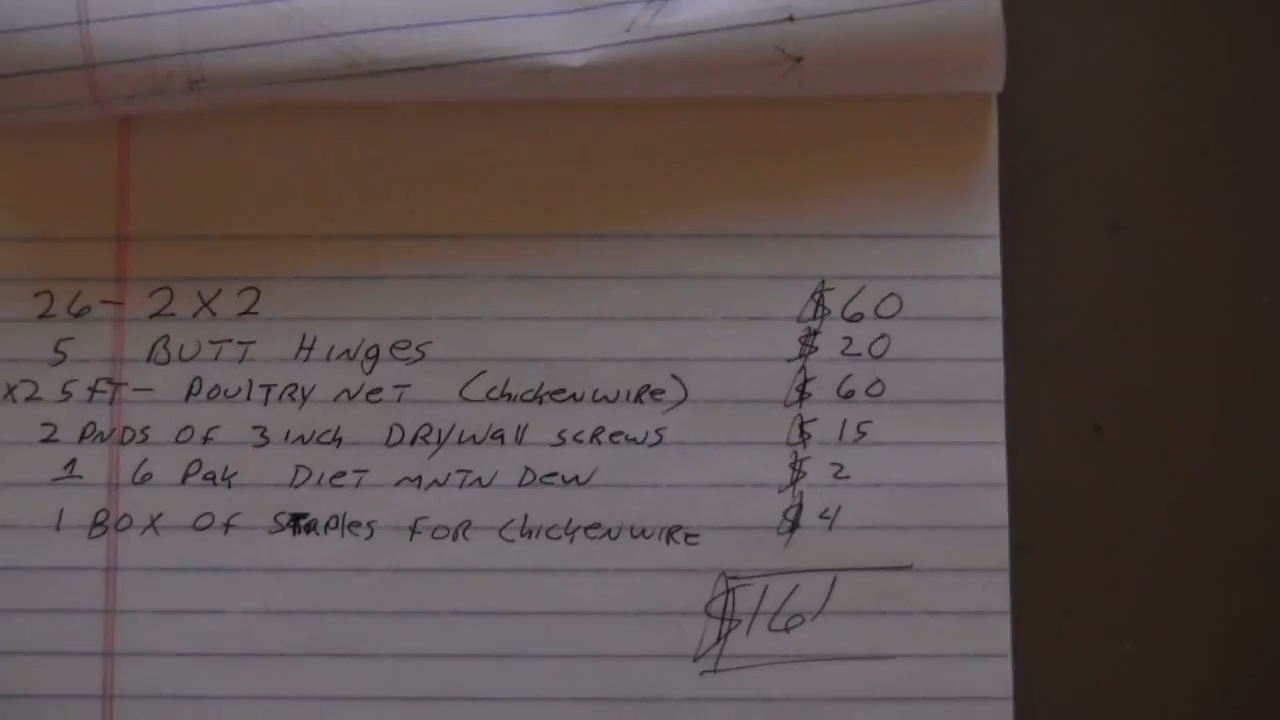 26- 2X2 $60
5 BUTT HINges $ 20
X25FT- POULTRY NET (chickenwire) $ 60
2 PNDS OF 3 INch DRYWall SCREWS $ 15
1 6 Pak DIET MNTN DEW $ 2
1 BOX OF STAPles FOR CHICKENWIRE $ 4
$161